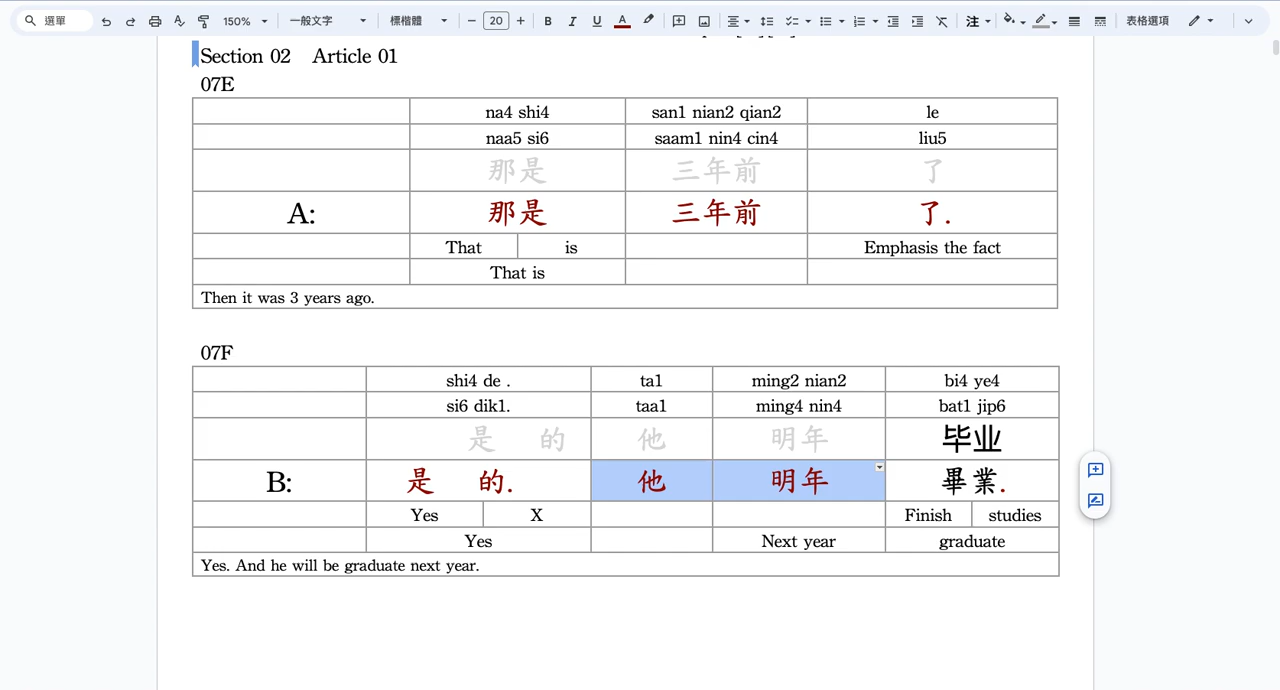 選單 150% 一般文字 標楷體 20 B I U A 注 表格選項
Section 02 Article 01
07E
na4 shi4 san1 nian2 qian2 le
naa5 si6 saam1 nin4 cin4 liu5
那是 三年前 了
A: 那是 三年前 了.
That is Emphasis the fact
That is
Then it was 3 years ago.
07F
shi4 de . ta1 ming2 nian2 bi4 ye4
si6 dik1. taa1 ming4 nin4 bat1 jip6
是 的 他 明年 毕业
B: 是 的. 他 明年 畢業.
Yes X Finish studies
Yes Next year graduate
Yes. And he will be graduate next year.